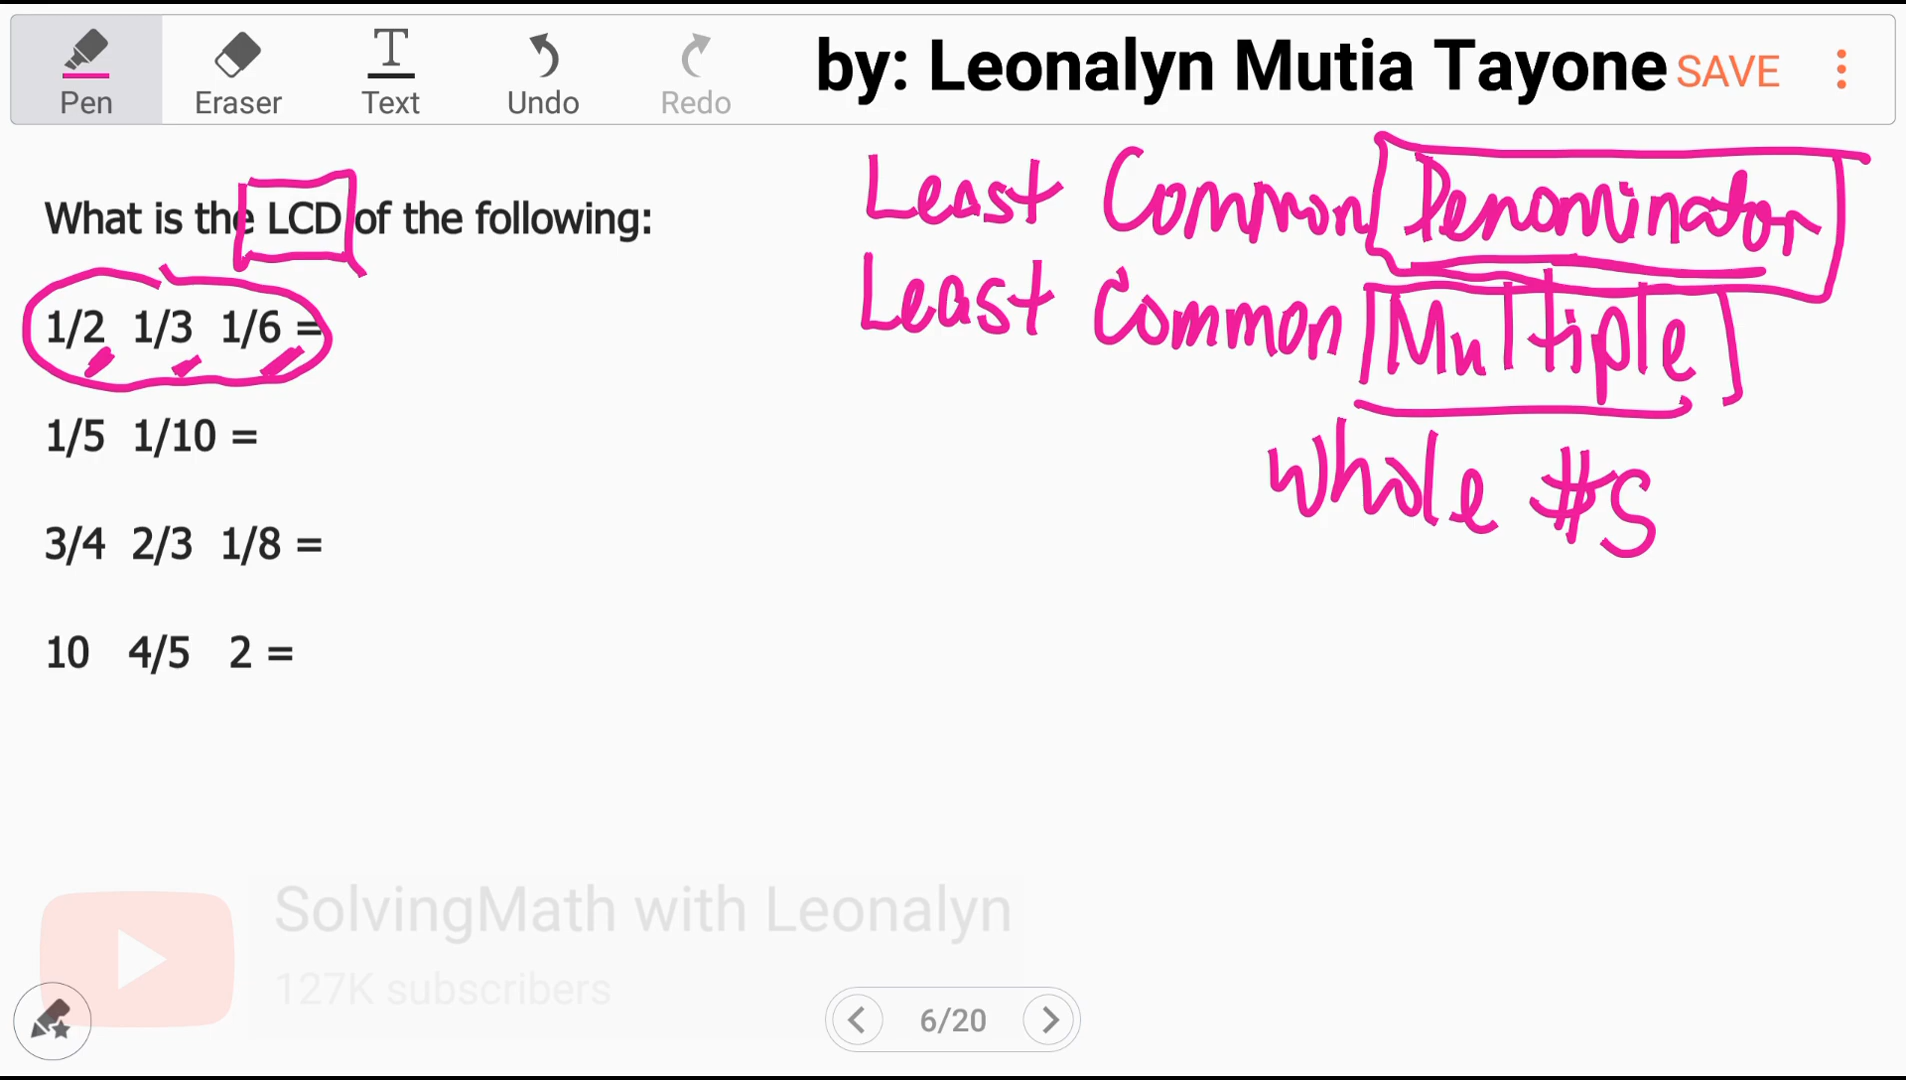 Pen Eraser Text Undo Redo by: Leonalyn Mutia Tayone SAVE
Least Common Denominator
What is the LCD of the following:
Least Common Multiple
1/2 1/3 1/6 =
1/5 1/10 =
Whole #s
3/4 2/3 1/8 =
10 4/5 2 =
SolvingMath with Leonalyn
127K subscribers
6/20